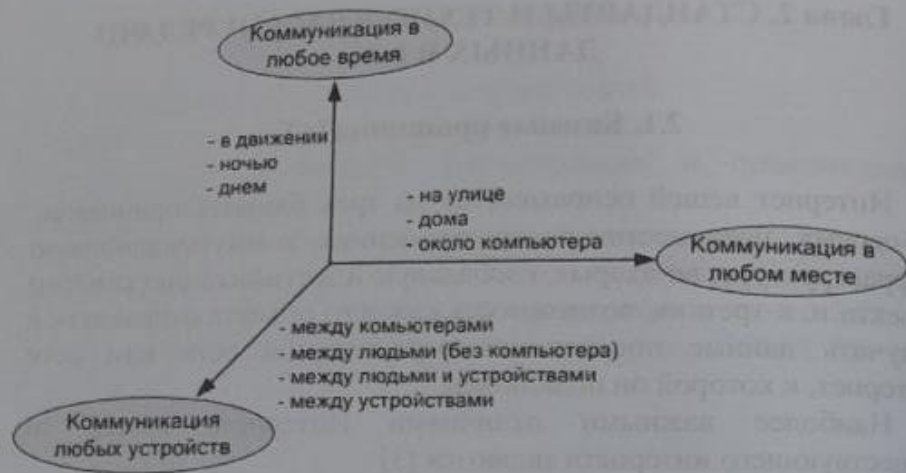 Коммуникация в
любое время
- в движении
- ночью
- днем
- на улице
- дома
- около компьютера
Коммуникация в
любом месте
- между комьютерами
- между людьми (без компьютера)
- между людьми и устройствами
- между устройствами
Коммуникация
любых устройств